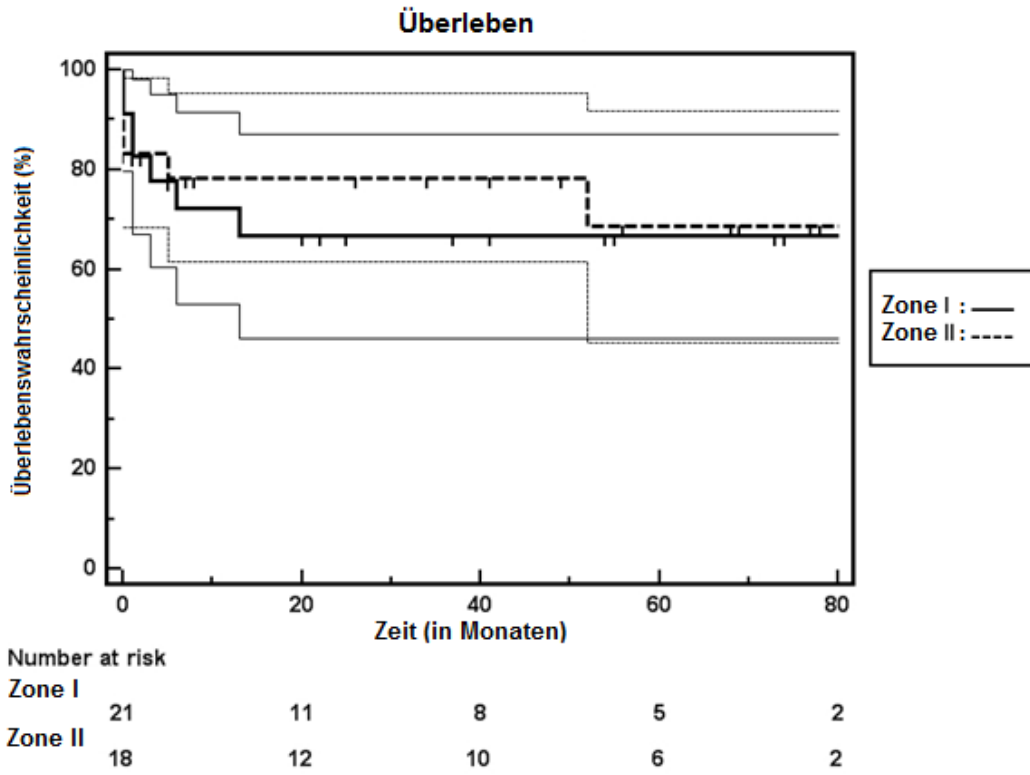 Überleben
Überlebenswahrscheinlichkeit (%)
100
80
60
40
20
0
0 20 40 60 80
Zeit (in Monaten)
Zone I :
Zone II :
Number at risk
Zone I
21 11 8 5 2
Zone II
18 12 10 6 2